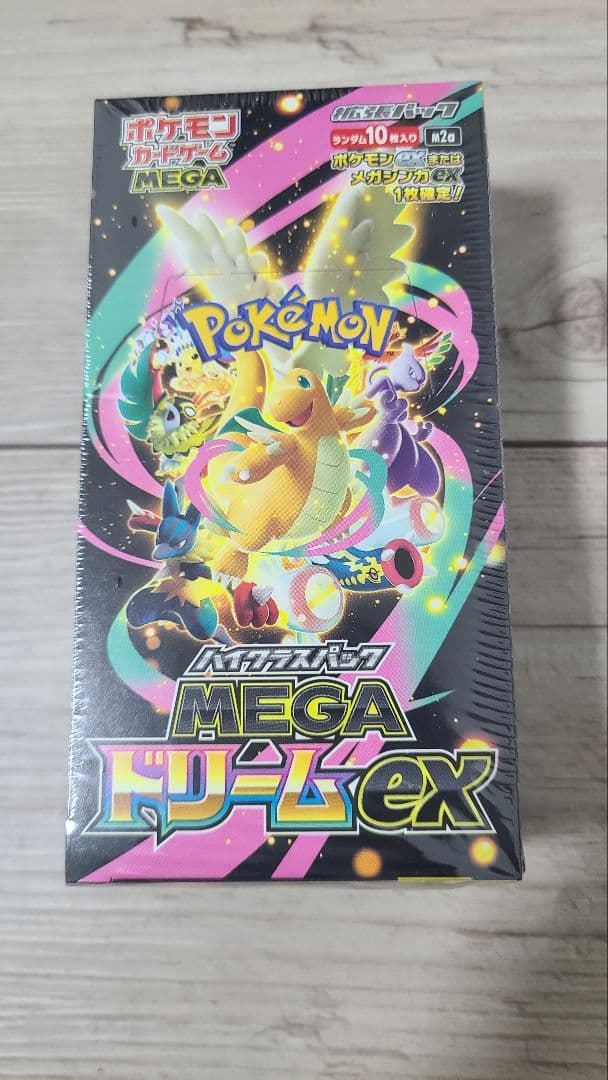 ポケモン
カードゲーム
MEGA
拡張パック
ランダム10枚入り
M2a
ポケモンexまたは
メガシンカex
1枚確定!
POKÉMON
TM
ハイクラスパック
MEGA
ドリームex